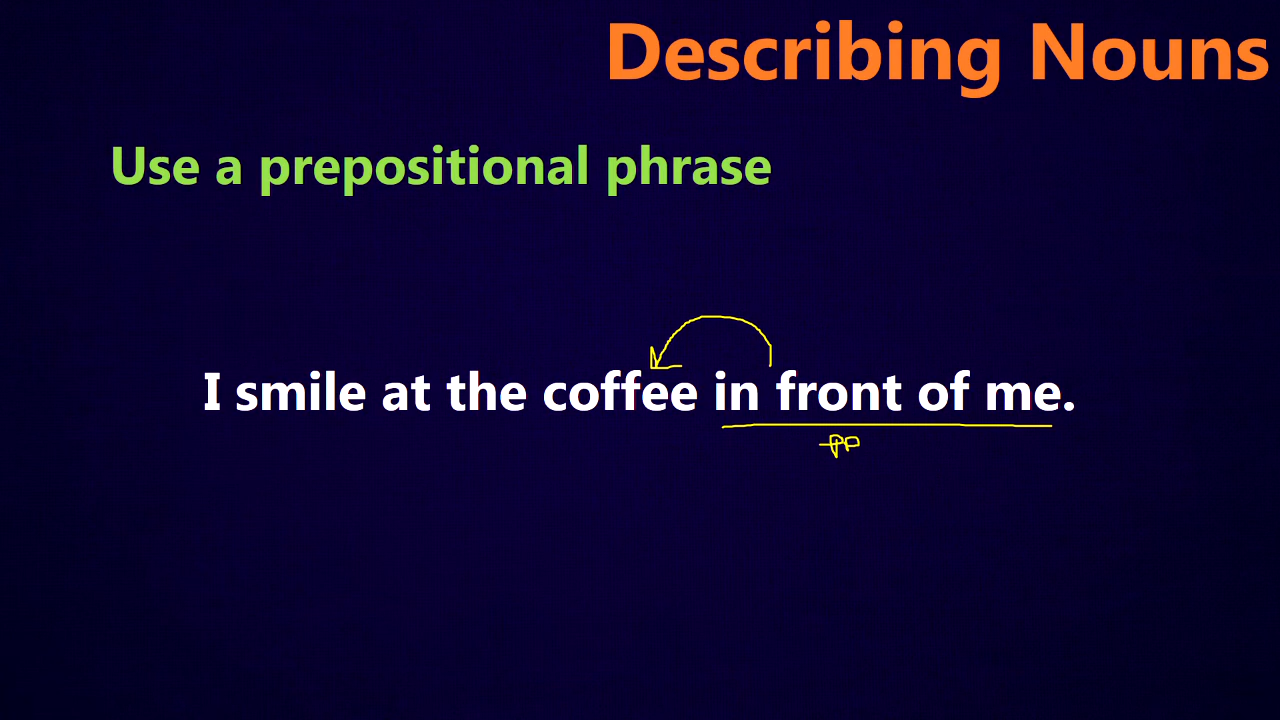 Describing Nouns
Use a prepositional phrase
I smile at the coffee in front of me.
pp